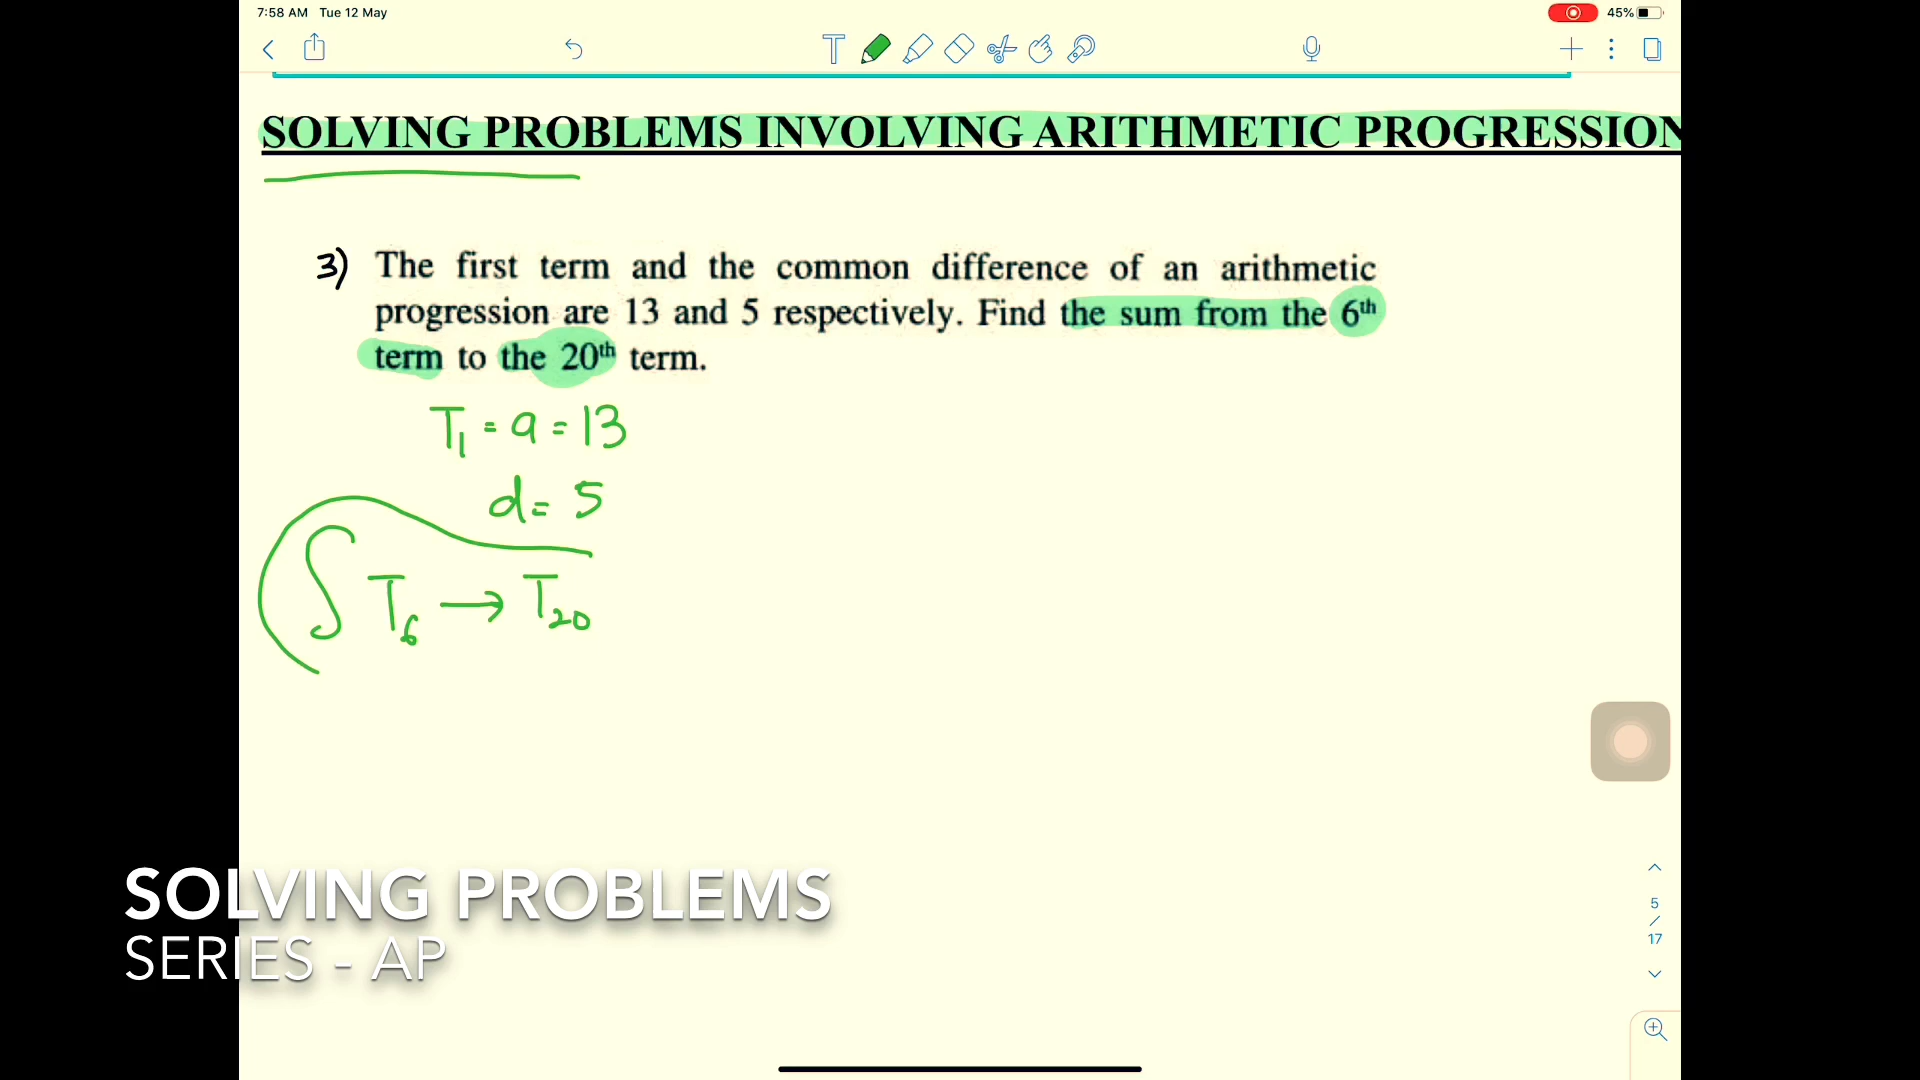 7:58 AM Tue 12 May
45%
T
SOLVING PROBLEMS INVOLVING ARITHMETIC PROGRESSION
3) The first term and the common difference of an arithmetic
progression are 13 and 5 respectively. Find the sum from the 6th
term to the 20th term.
T₁ = a = 13
d = 5
S T₆ → T₂₀
SOLVING PROBLEMS
SERIES - AP
5
/
17